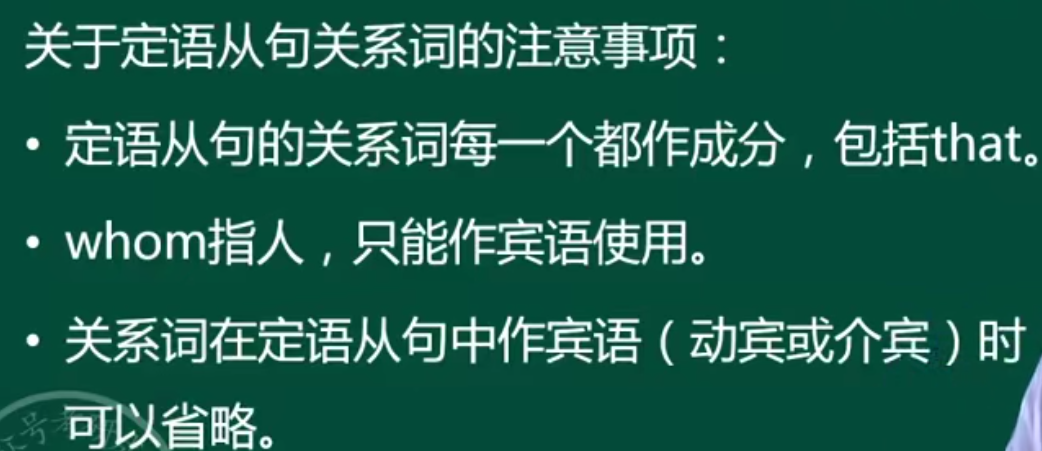 关于定语从句关系词的注意事项：
• 定语从句的关系词每一个都作成分，包括that。
• whom指人，只能作宾语使用。
• 关系词在定语从句中作宾语（动宾或介宾）时
可以省略。